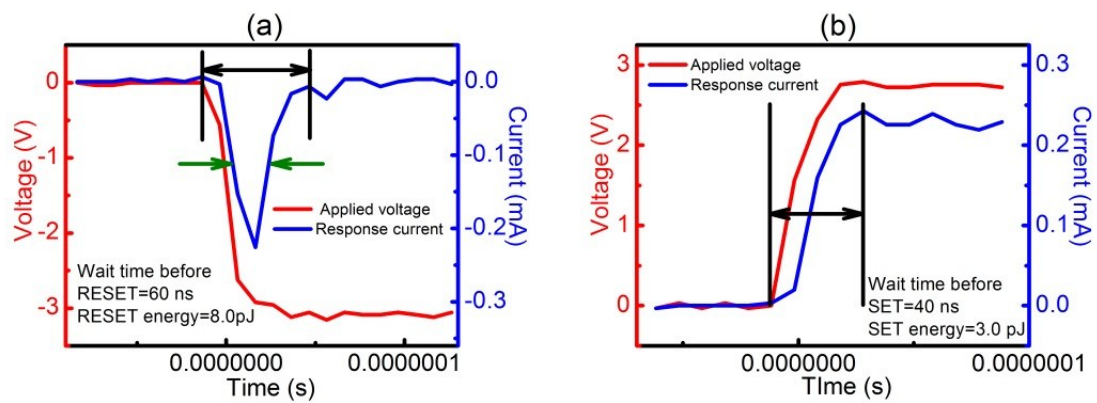 (a)
0
-1
-2
-3
Voltage (V)
0.0
-0.1
-0.2
-0.3
Current (mA)
Applied voltage
Response current
Wait time before
RESET=60 ns
RESET energy=8.0pJ
0.0000000
0.0000001
Time (s)
(b)
3
2
1
0
Voltage (V)
0.3
0.2
0.1
0.0
Current (mA)
Applied voltage
Response current
Wait time before
SET=40 ns
SET energy=3.0 pJ
0.0000000
0.0000001
TIme (s)